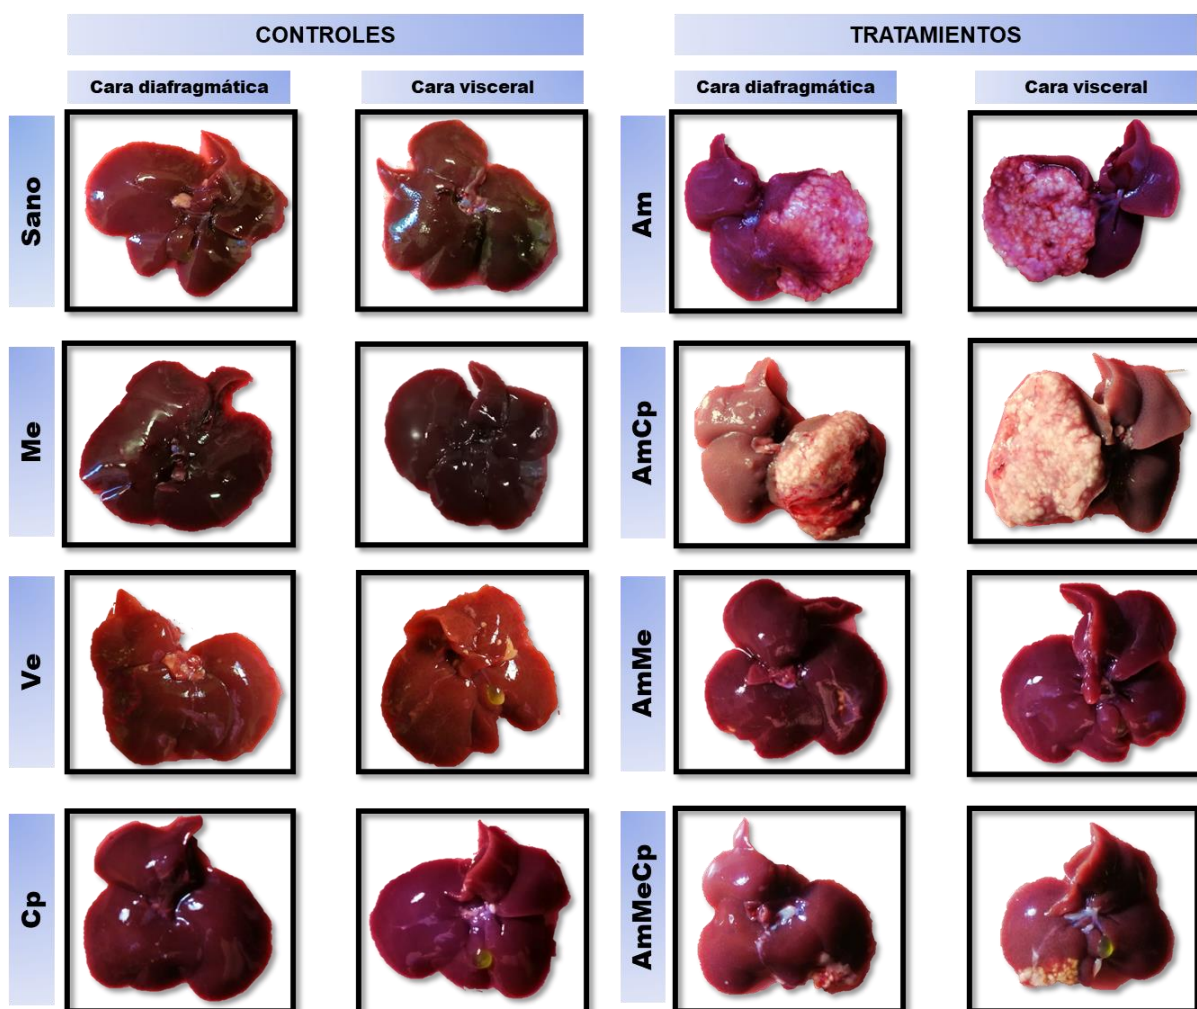 CONTROLES
TRATAMIENTOS
Cara diafragmática
Cara visceral
Cara diafragmática
Cara visceral
Sano
Am
Me
AmCp
Ve
AmMe
Cp
AmMeCp